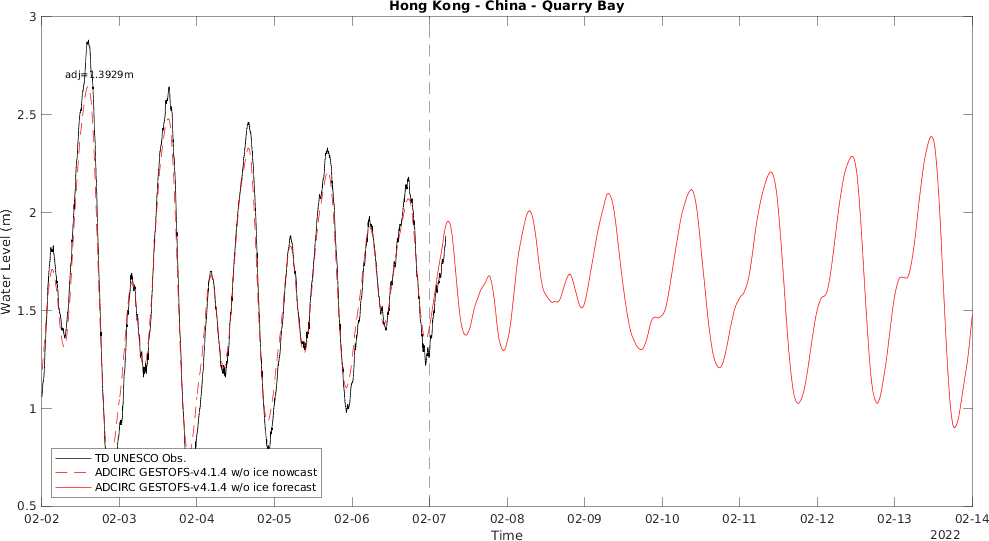 Hong Kong - China - Quarry Bay
3
2.5
2
1.5
1
0.5
Water Level (m)
adj=1.3929m
TD UNESCO Obs.
ADCIRC GESTOFS-v4.1.4 w/o ice nowcast
ADCIRC GESTOFS-v4.1.4 w/o ice forecast
02-02 02-03 02-04 02-05 02-06 02-07 02-08 02-09 02-10 02-11 02-12 02-13 02-14
Time
2022